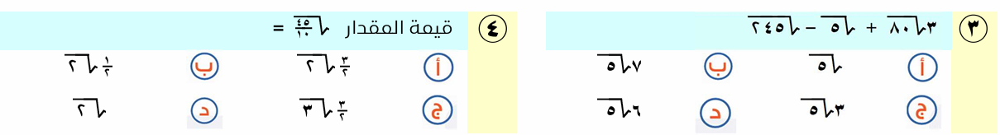 ٣ ٣√٨٠ + √٥ − √٢٤٥
أ √٥ ب ٧√٥
ج ٣√٥ د ٦√٥
٤ قيمة المقدار √(٤٥/١٠) =
أ ٣/٢ √٢ ب ١/٢ √٢
ج ٣/٢ √٣ د √٢